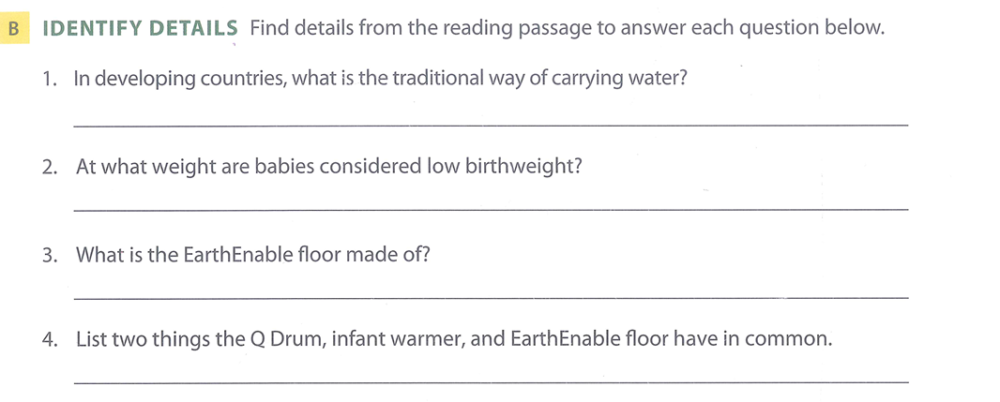 B IDENTIFY DETAILS Find details from the reading passage to answer each question below.
1. In developing countries, what is the traditional way of carrying water?
2. At what weight are babies considered low birthweight?
3. What is the EarthEnable floor made of?
4. List two things the Q Drum, infant warmer, and EarthEnable floor have in common.